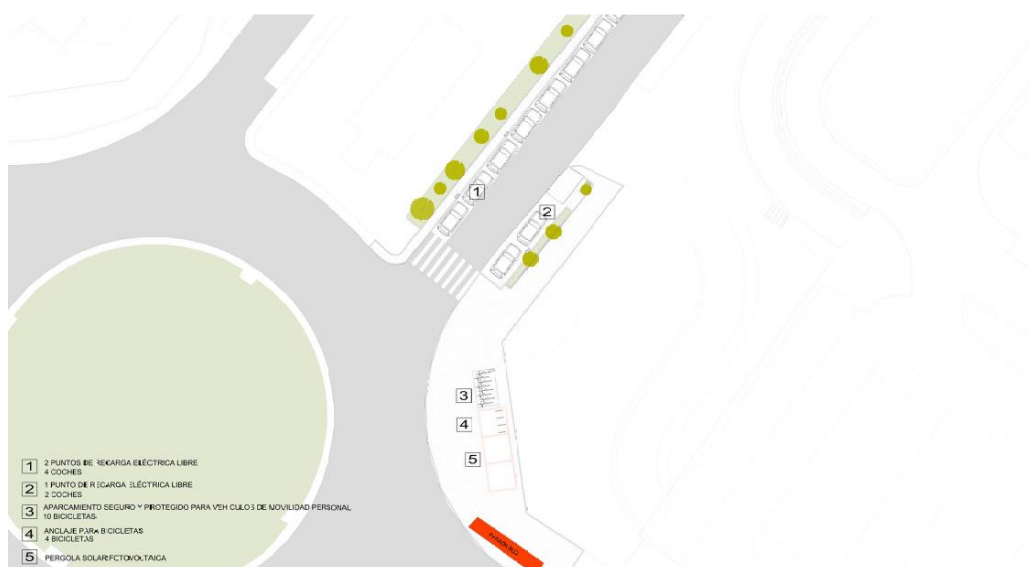 1
2
3
4
5
1 2 PUNTOS DE RECARGA ELÉCTRICA LIBRE
4 COCHES
2 1 PUNTO DE RECARGA ELÉCTRICA LIBRE
2 COCHES
3 APARCAMIENTO SEGURO Y PROTEGIDO PARA VEHICULOS DE MOVILIDAD PERSONAL
10 BICICLETAS
4 ANCLAJE PARA BICICLETAS
4 BICICLETAS
5 PERGOLA SOLAR FOTOVOLTAICA
PARADA